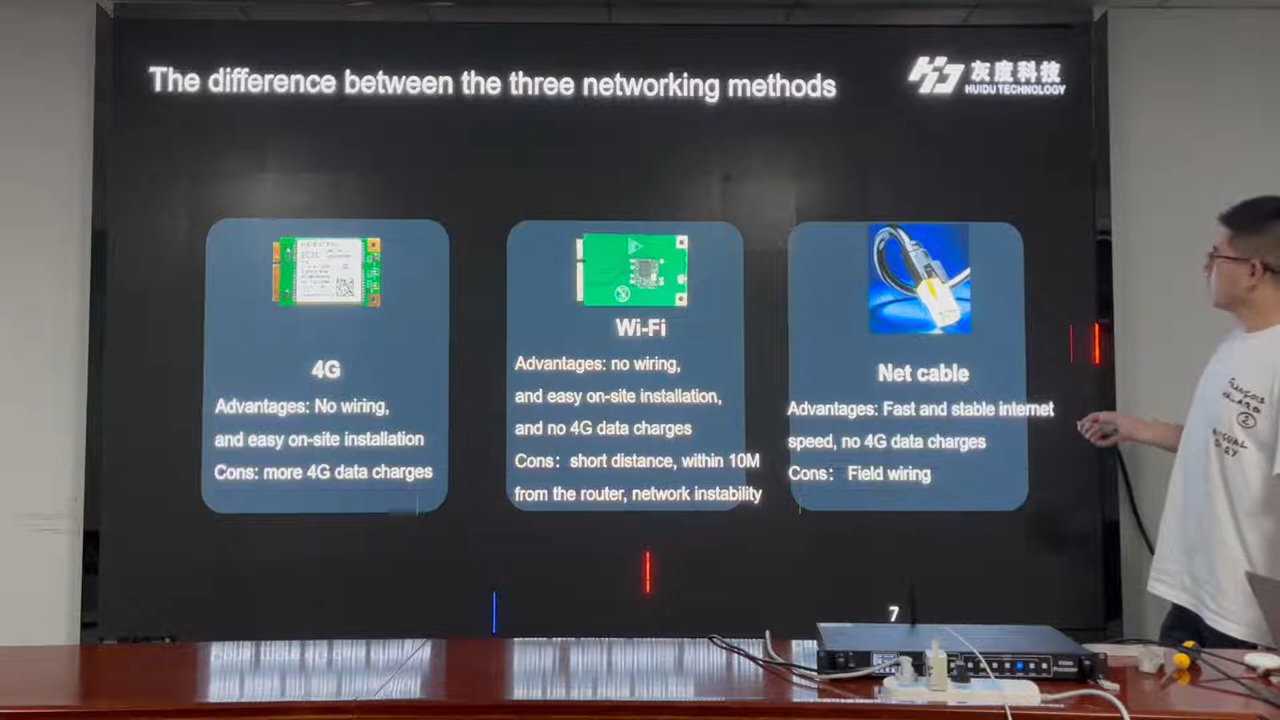 The difference between the three networking methods
灰度科技
HUIDU TECHNOLOGY
4G
Advantages: No wiring,
and easy on-site installation
Cons: more 4G data charges
Wi-Fi
Advantages: no wiring,
and easy on-site installation,
and no 4G data charges
Cons: short distance, within 10M
from the router, network instability
Net cable
Advantages: Fast and stable internet
speed, no 4G data charges
Cons: Field wiring
7